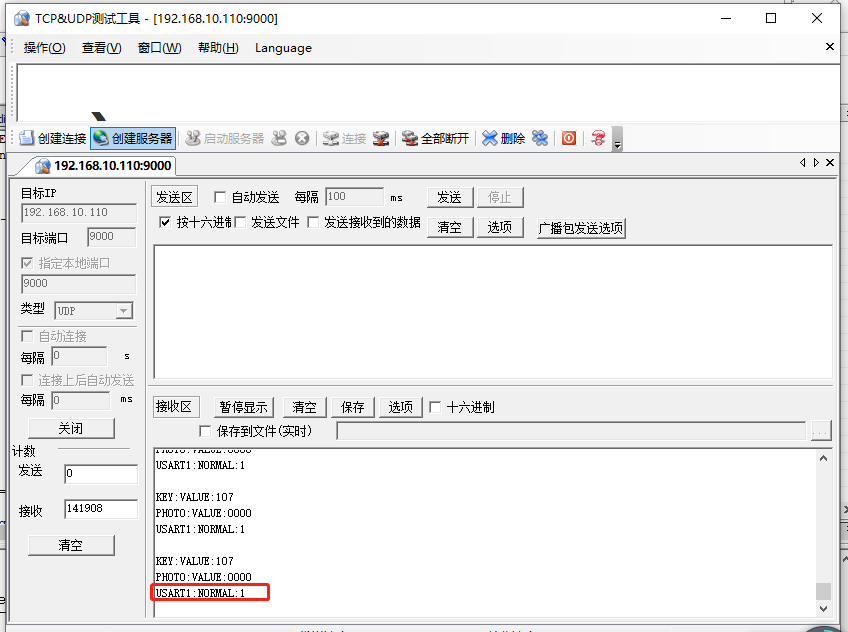 TCP&UDP测试工具 - [192.168.10.110:9000]
操作(O) 查看(V) 窗口(W) 帮助(H) Language
创建连接 创建服务器 启动服务器 连接 全部断开 删除
192.168.10.110:9000
目标IP
192.168.10.110
目标端口 9000
指定本地端口
9000
类型 UDP
自动连接
每隔 0 s
连接上后自动发送
每隔 0 ms
关闭
计数
发送 0
接收 141908
清空
发送区 自动发送 每隔 100 ms 发送 停止
按十六进制 发送文件 发送接收到的数据 清空 选项 广播包发送选项
接收区 暂停显示 清空 保存 选项 十六进制
保存到文件(实时) ...
PHOTO:VALUE:0000
USART1:NORMAL:1
KEY:VALUE:107
PHOTO:VALUE:0000
USART1:NORMAL:1
KEY:VALUE:107
PHOTO:VALUE:0000
USART1:NORMAL:1